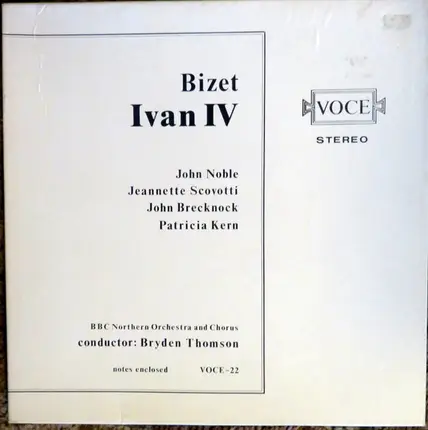 Bizet
Ivan IV
VOCE
STEREO
John Noble
Jeannette Scovotti
John Brecknock
Patricia Kern
BBC Northern Orchestra and Chorus
conductor: Bryden Thomson
notes enclosed VOCE-22